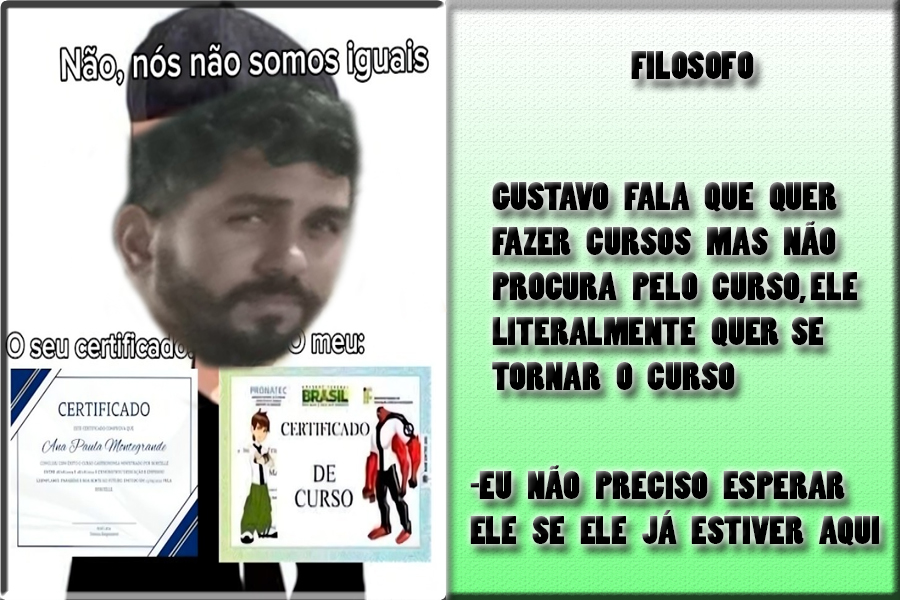 Não, nós não somos iguais
O seu certificado,
O meu:
CERTIFICADO
Ana Paula Montegrande
PRONATEC
BRASIL
CERTIFICADO
DE
CURSO
FILOSOFO
GUSTAVO FALA QUE QUER
FAZER CURSOS MAS NÃO
PROCURA PELO CURSO, ELE
LITERALMENTE QUER SE
TORNAR O CURSO
-EU NÃO PRECISO ESPERAR
ELE SE ELE JÁ ESTIVER AQUI